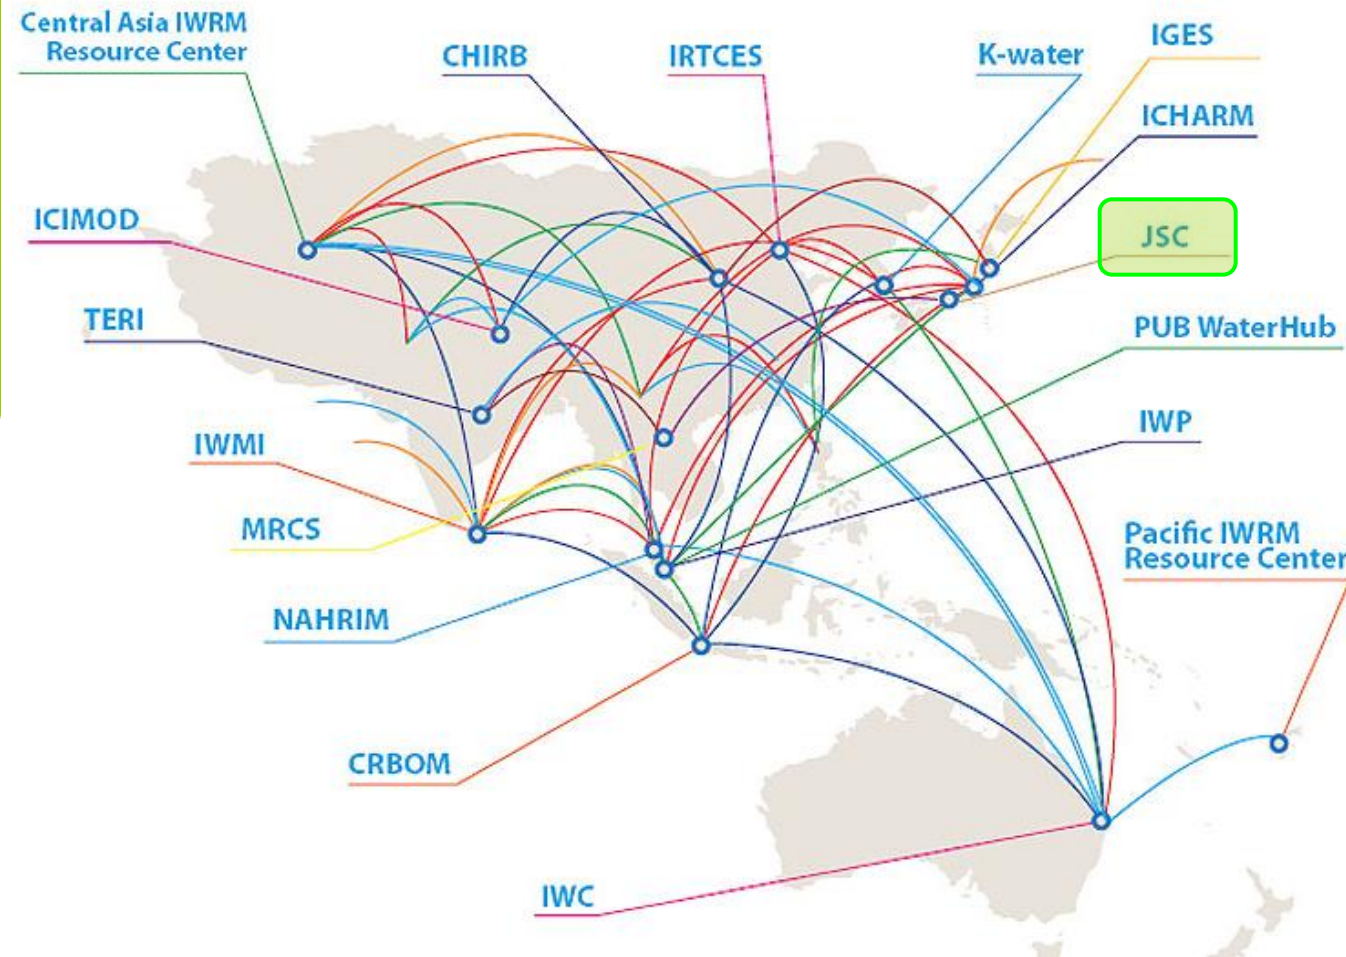 Central Asia IWRM
Resource Center
CHIRB
IRTCES
K-water
IGES
ICHARM
ICIMOD
JSC
TERI
PUB WaterHub
IWMI
IWP
MRCS
Pacific IWRM
Resource Center
NAHRIM
CRBOM
IWC